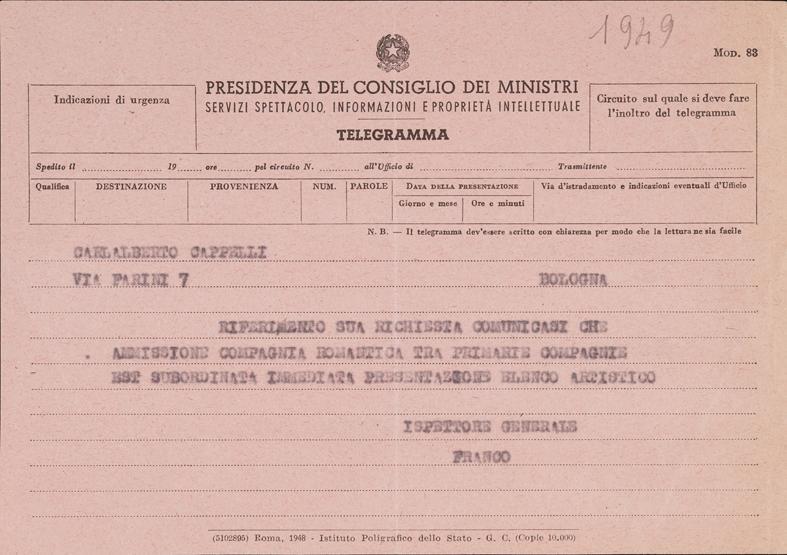 1949
MOD. 83
Indicazioni di urgenza
PRESIDENZA DEL CONSIGLIO DEI MINISTRI
SERVIZI SPETTACOLO, INFORMAZIONI E PROPRIETÀ INTELLETTUALE
TELEGRAMMA
Circuito sul quale si deve fare
l'inoltro del telegramma
Spedito il 19 ore pel circuito N. all'Ufficio di Trasmittente
Qualifica DESTINAZIONE PROVENIENZA NUM. PAROLE DATA DELLA PRESENTAZIONE Via d'istradamento e indicazioni eventuali d'Ufficio
Giorno e mese Ore e minuti
N. B. — Il telegramma dev'essere scritto con chiarezza per modo che la lettura ne sia facile
CARLALBERTO CAPPELLI
VIA PARINI 7 BOLOGNA
RIFERIMENTO SUA RICHIESTA COMUNICASI CHE
AMMISSIONE COMPAGNIA ROMANTICA TRA PRIMARIE COMPAGNIE
EST SUBORDINATA IMMEDIATA PRESENTAZIONE ELENCO ARTISTICO
ISPETTORE GENERALE
FRANCO
(5102895) Roma, 1948 - Istituto Poligrafico dello Stato - G. C. (Copie 10.000)